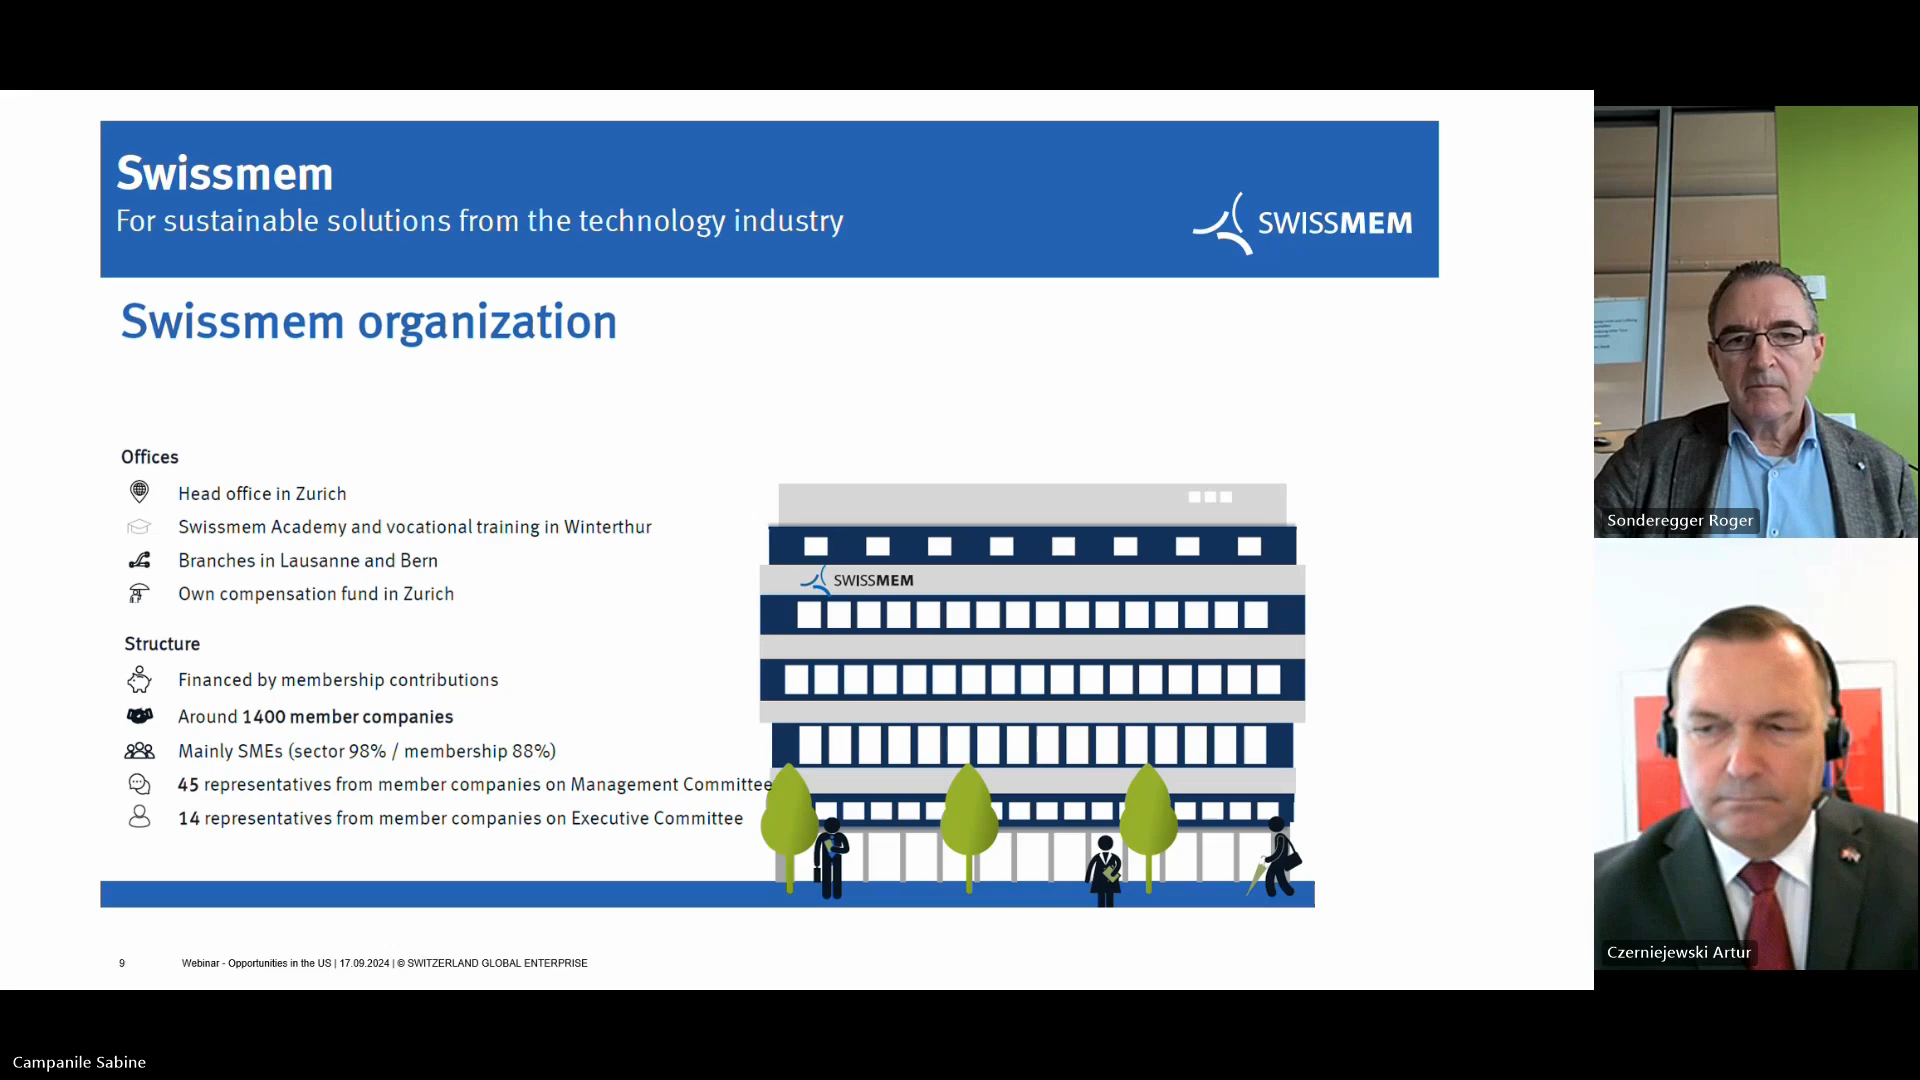 Swissmem
For sustainable solutions from the technology industry
SWISSMEM
Swissmem organization
Offices
Head office in Zurich
Swissmem Academy and vocational training in Winterthur
Branches in Lausanne and Bern
Own compensation fund in Zurich
Structure
Financed by membership contributions
Around 1400 member companies
Mainly SMEs (sector 98% / membership 88%)
45 representatives from member companies on Management Committee
14 representatives from member companies on Executive Committee
SWISSMEM
9 Webinar - Opportunities in the US | 17.09.2024 | © SWITZERLAND GLOBAL ENTERPRISE
Sonderegger Roger
Czerniejewski Artur
Campanile Sabine